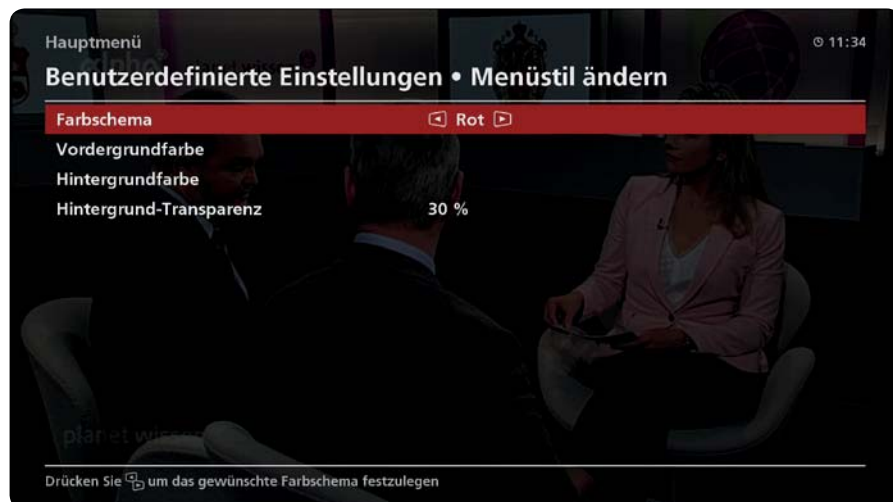 Hauptmenü
11:34
Benutzerdefinierte Einstellungen • Menüstil ändern
Farbschema Rot
Vordergrundfarbe
Hintergrundfarbe
Hintergrund-Transparenz 30 %
planet wissen
Drücken Sie um das gewünschte Farbschema festzulegen